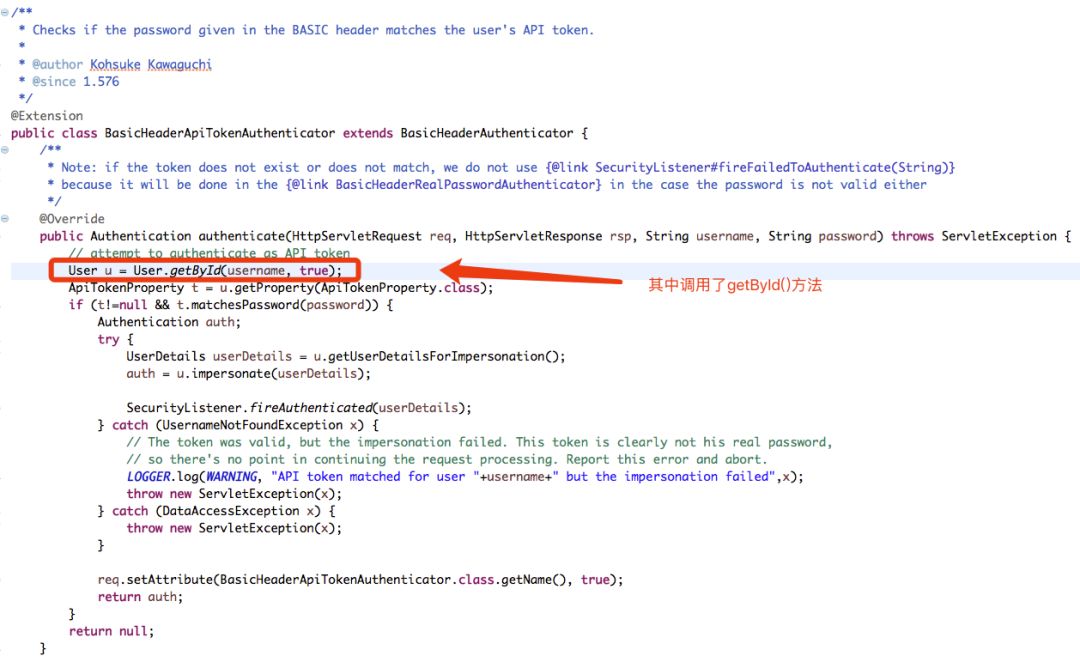 /**
 * Checks if the password given in the BASIC header matches the user's API token.
 *
 * @author Kohsuke Kawaguchi
 * @since 1.576
 */
@Extension
public class BasicHeaderApiTokenAuthenticator extends BasicHeaderAuthenticator {
    /**
     * Note: if the token does not exist or does not match, we do not use {@link SecurityListener#fireFailedToAuthenticate(String)}
     * because it will be done in the {@link BasicHeaderRealPasswordAuthenticator} in the case the password is not valid either
     */
    @Override
    public Authentication authenticate(HttpServletRequest req, HttpServletResponse rsp, String username, String password) throws ServletException {
        // attempt to authenticate as API token
        User u = User.getById(username, true);
其中调用了getById()方法
        ApiTokenProperty t = u.getProperty(ApiTokenProperty.class);
        if (t!=null && t.matchesPassword(password)) {
            Authentication auth;
            try {
                UserDetails userDetails = u.getUserDetailsForImpersonation();
                auth = u.impersonate(userDetails);

                SecurityListener.fireAuthenticated(userDetails);
            } catch (UsernameNotFoundException x) {
                // The token was valid, but the impersonation failed. This token is clearly not his real password,
                // so there's no point in continuing the request processing. Report this error and abort.
                LOGGER.log(WARNING, "API token matched for user "+username+" but the impersonation failed",x);
                throw new ServletException(x);
            } catch (DataAccessException x) {
                throw new ServletException(x);
            }

            req.setAttribute(BasicHeaderApiTokenAuthenticator.class.getName(), true);
            return auth;
        }
        return null;
    }